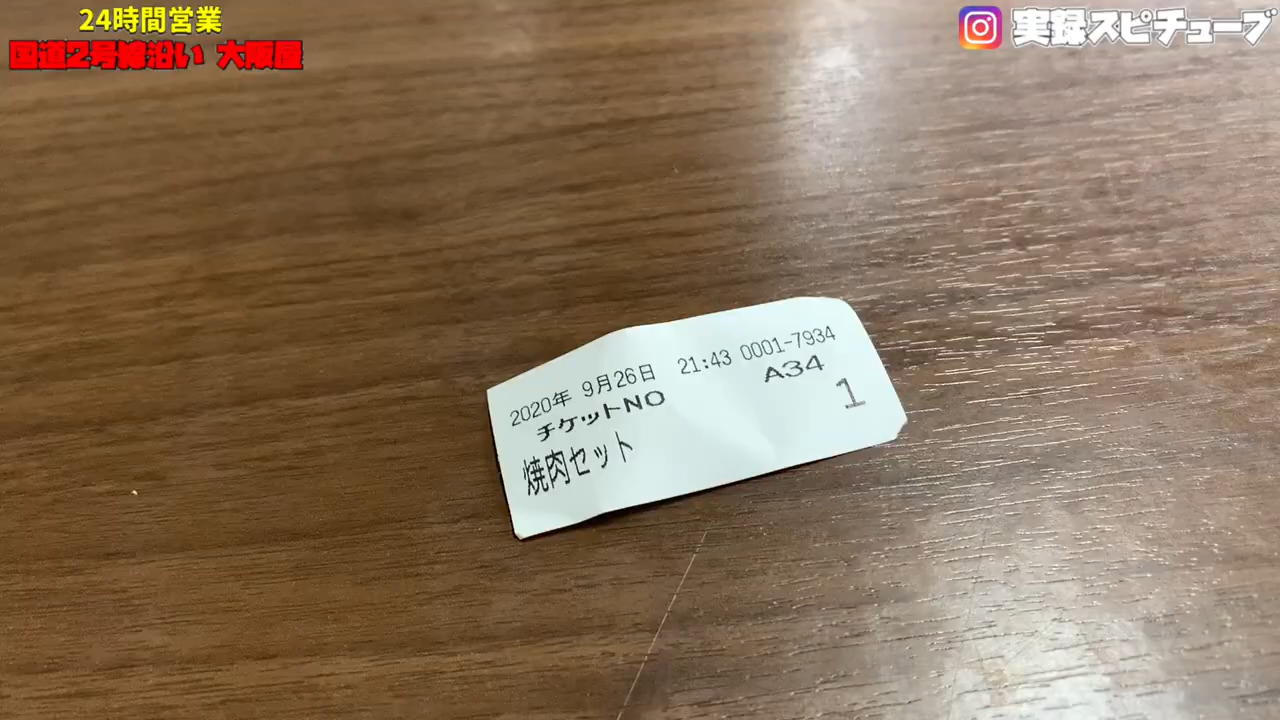 24時間営業
国道2号線沿い 大阪屋
実録スピチューブ
2020年 9月26日 21:43 0001-7934
チケットNO A34
焼肉セット 1